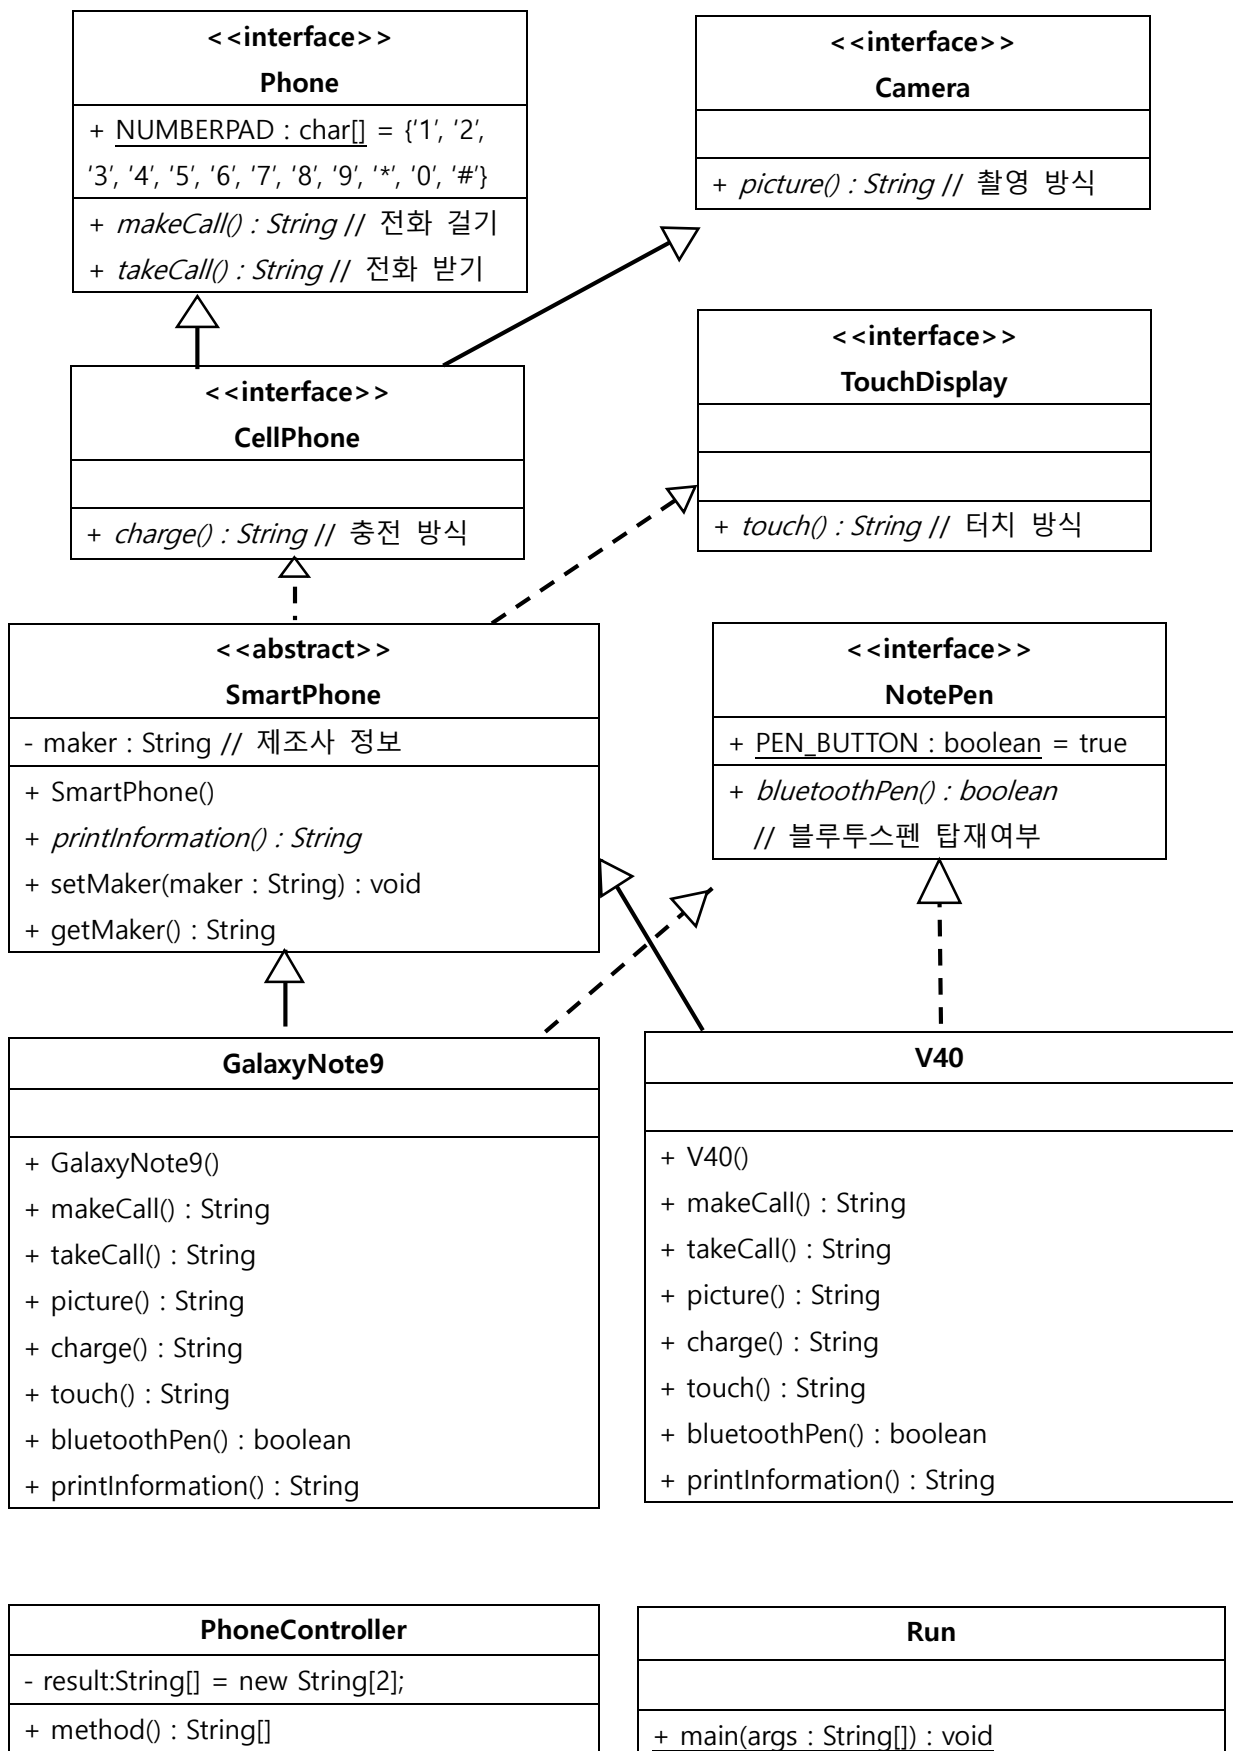 <<interface>>
Phone
+ NUMBERPAD : char[] = {'1', '2',
'3', '4', '5', '6', '7', '8', '9', '*', '0', '#'}
+ makeCall() : String // 전화 걸기
+ takeCall() : String // 전화 받기
<<interface>>
Camera
+ picture() : String // 촬영 방식
<<interface>>
CellPhone
+ charge() : String // 충전 방식
<<interface>>
TouchDisplay
+ touch() : String // 터치 방식
<<abstract>>
SmartPhone
- maker : String // 제조사 정보
+ SmartPhone()
+ printInformation() : String
+ setMaker(maker : String) : void
+ getMaker() : String
<<interface>>
NotePen
+ PEN_BUTTON : boolean = true
+ bluetoothPen() : boolean
// 블루투스펜 탑재여부
GalaxyNote9
+ GalaxyNote9()
+ makeCall() : String
+ takeCall() : String
+ picture() : String
+ charge() : String
+ touch() : String
+ bluetoothPen() : boolean
+ printInformation() : String
V40
+ V40()
+ makeCall() : String
+ takeCall() : String
+ picture() : String
+ charge() : String
+ touch() : String
+ bluetoothPen() : boolean
+ printInformation() : String
PhoneController
- result:String[] = new String[2];
+ method() : String[]
Run
+ main(args : String[]) : void